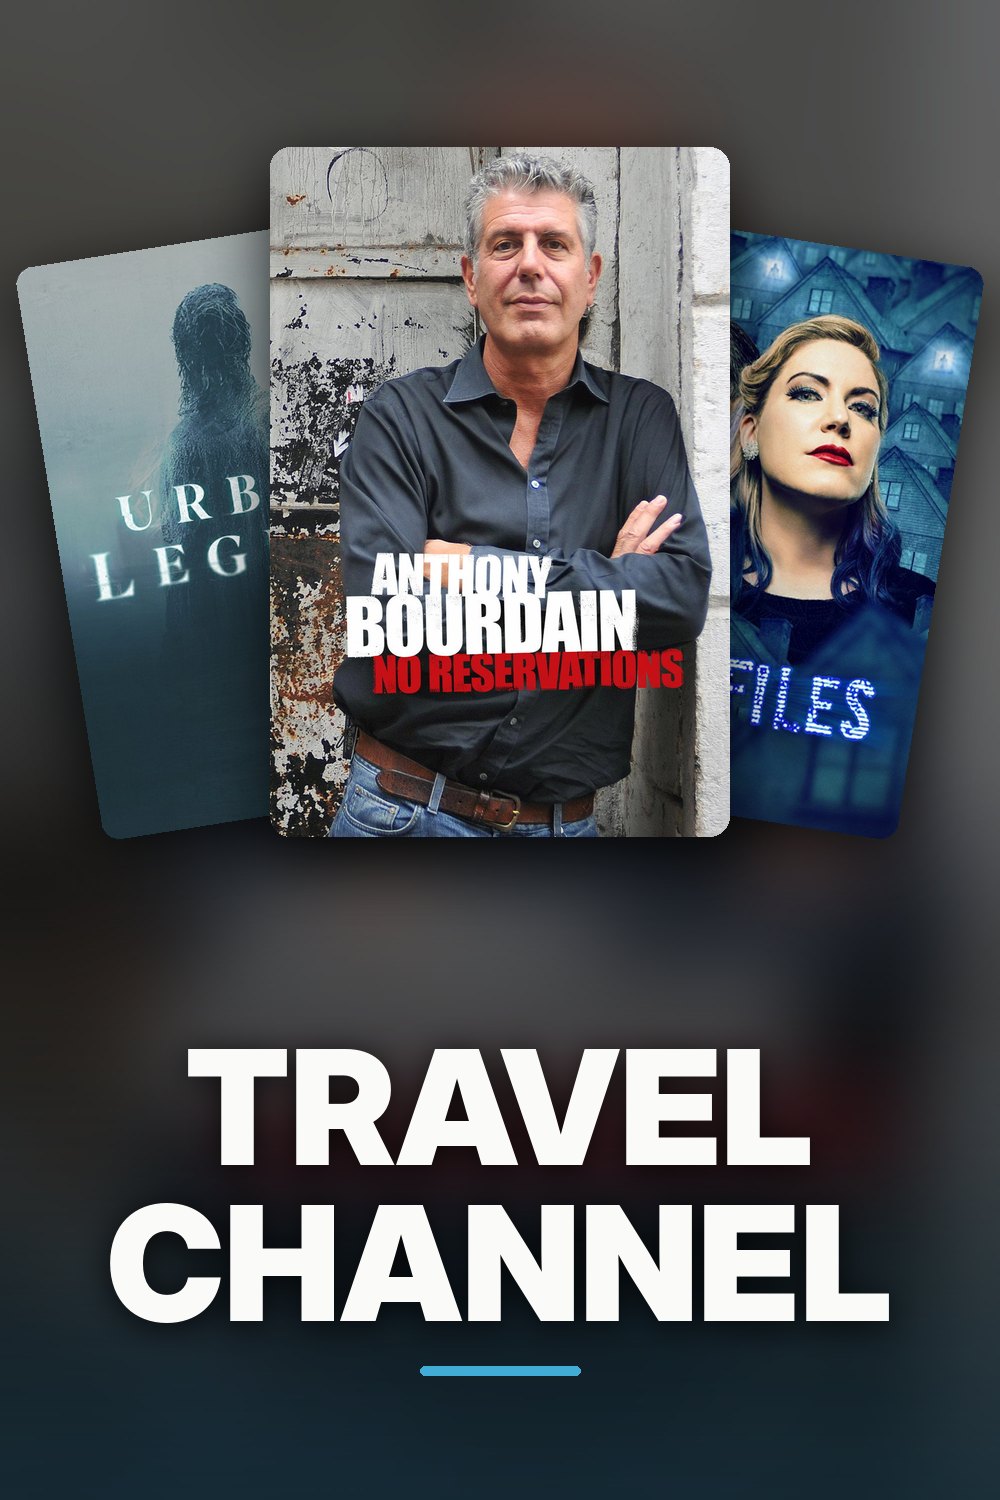 URB
LEG
ANTHONY
BOURDAIN
NO RESERVATIONS
FILES
TRAVEL
CHANNEL